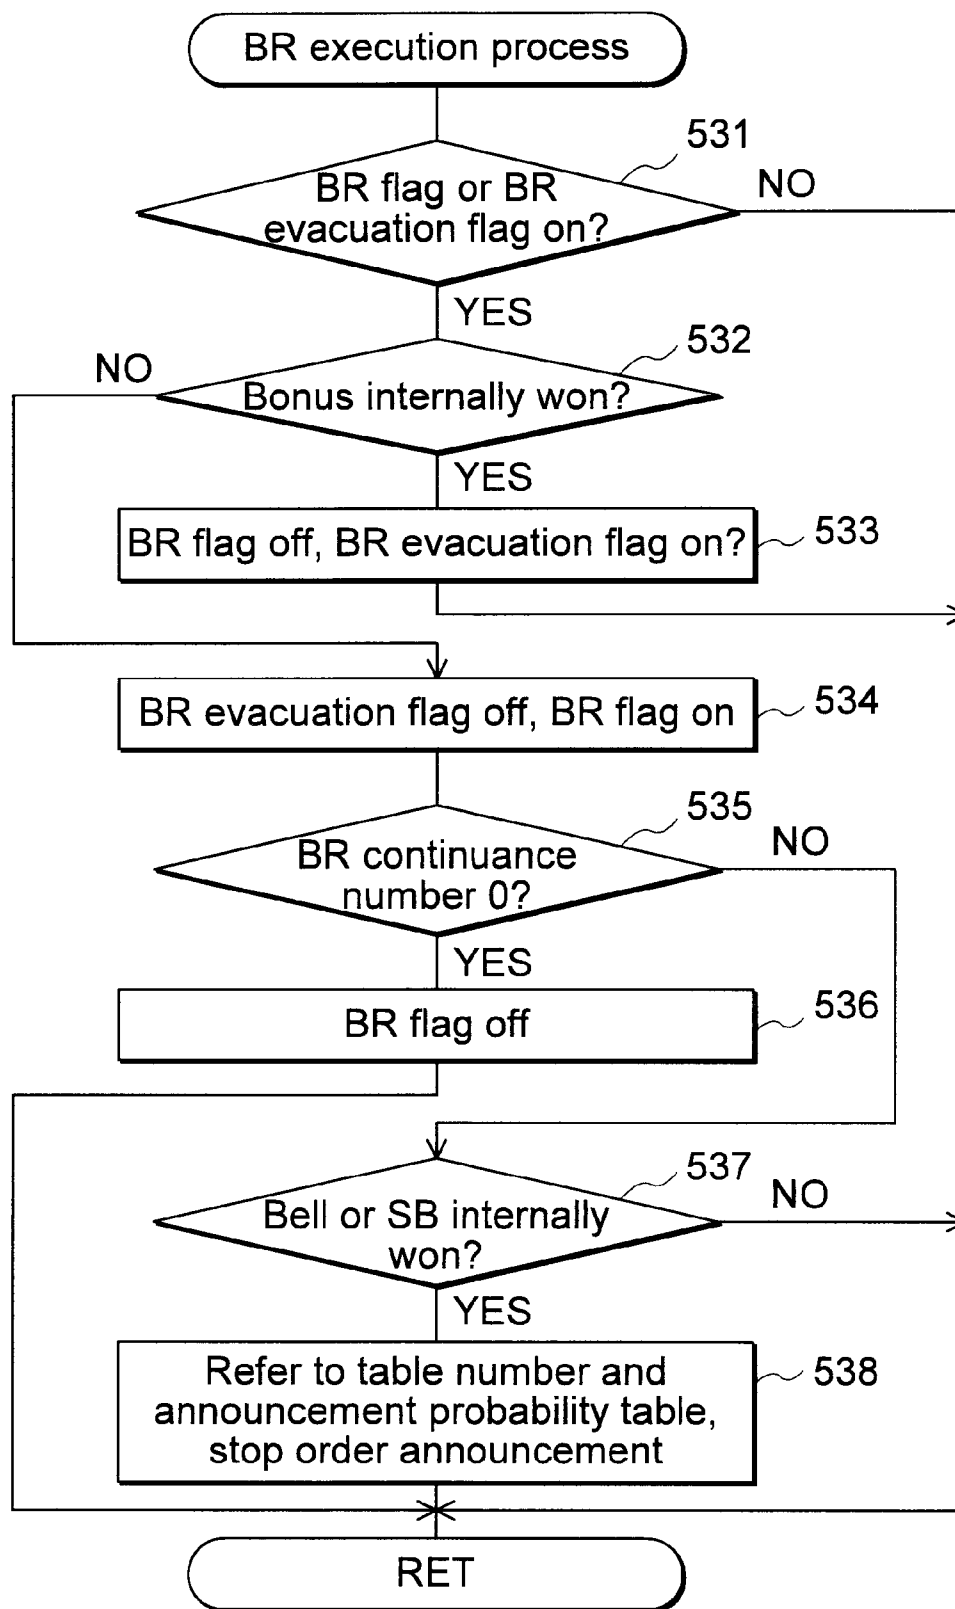 BR execution process
531
BR flag or BR
evacuation flag on?
NO
YES
532
NO
Bonus internally won?
YES
BR flag off, BR evacuation flag on?
533
BR evacuation flag off, BR flag on
534
535
BR continuance
number 0?
NO
YES
BR flag off
536
537
Bell or SB internally
won?
NO
YES
Refer to table number and
announcement probability table,
stop order announcement
538
RET